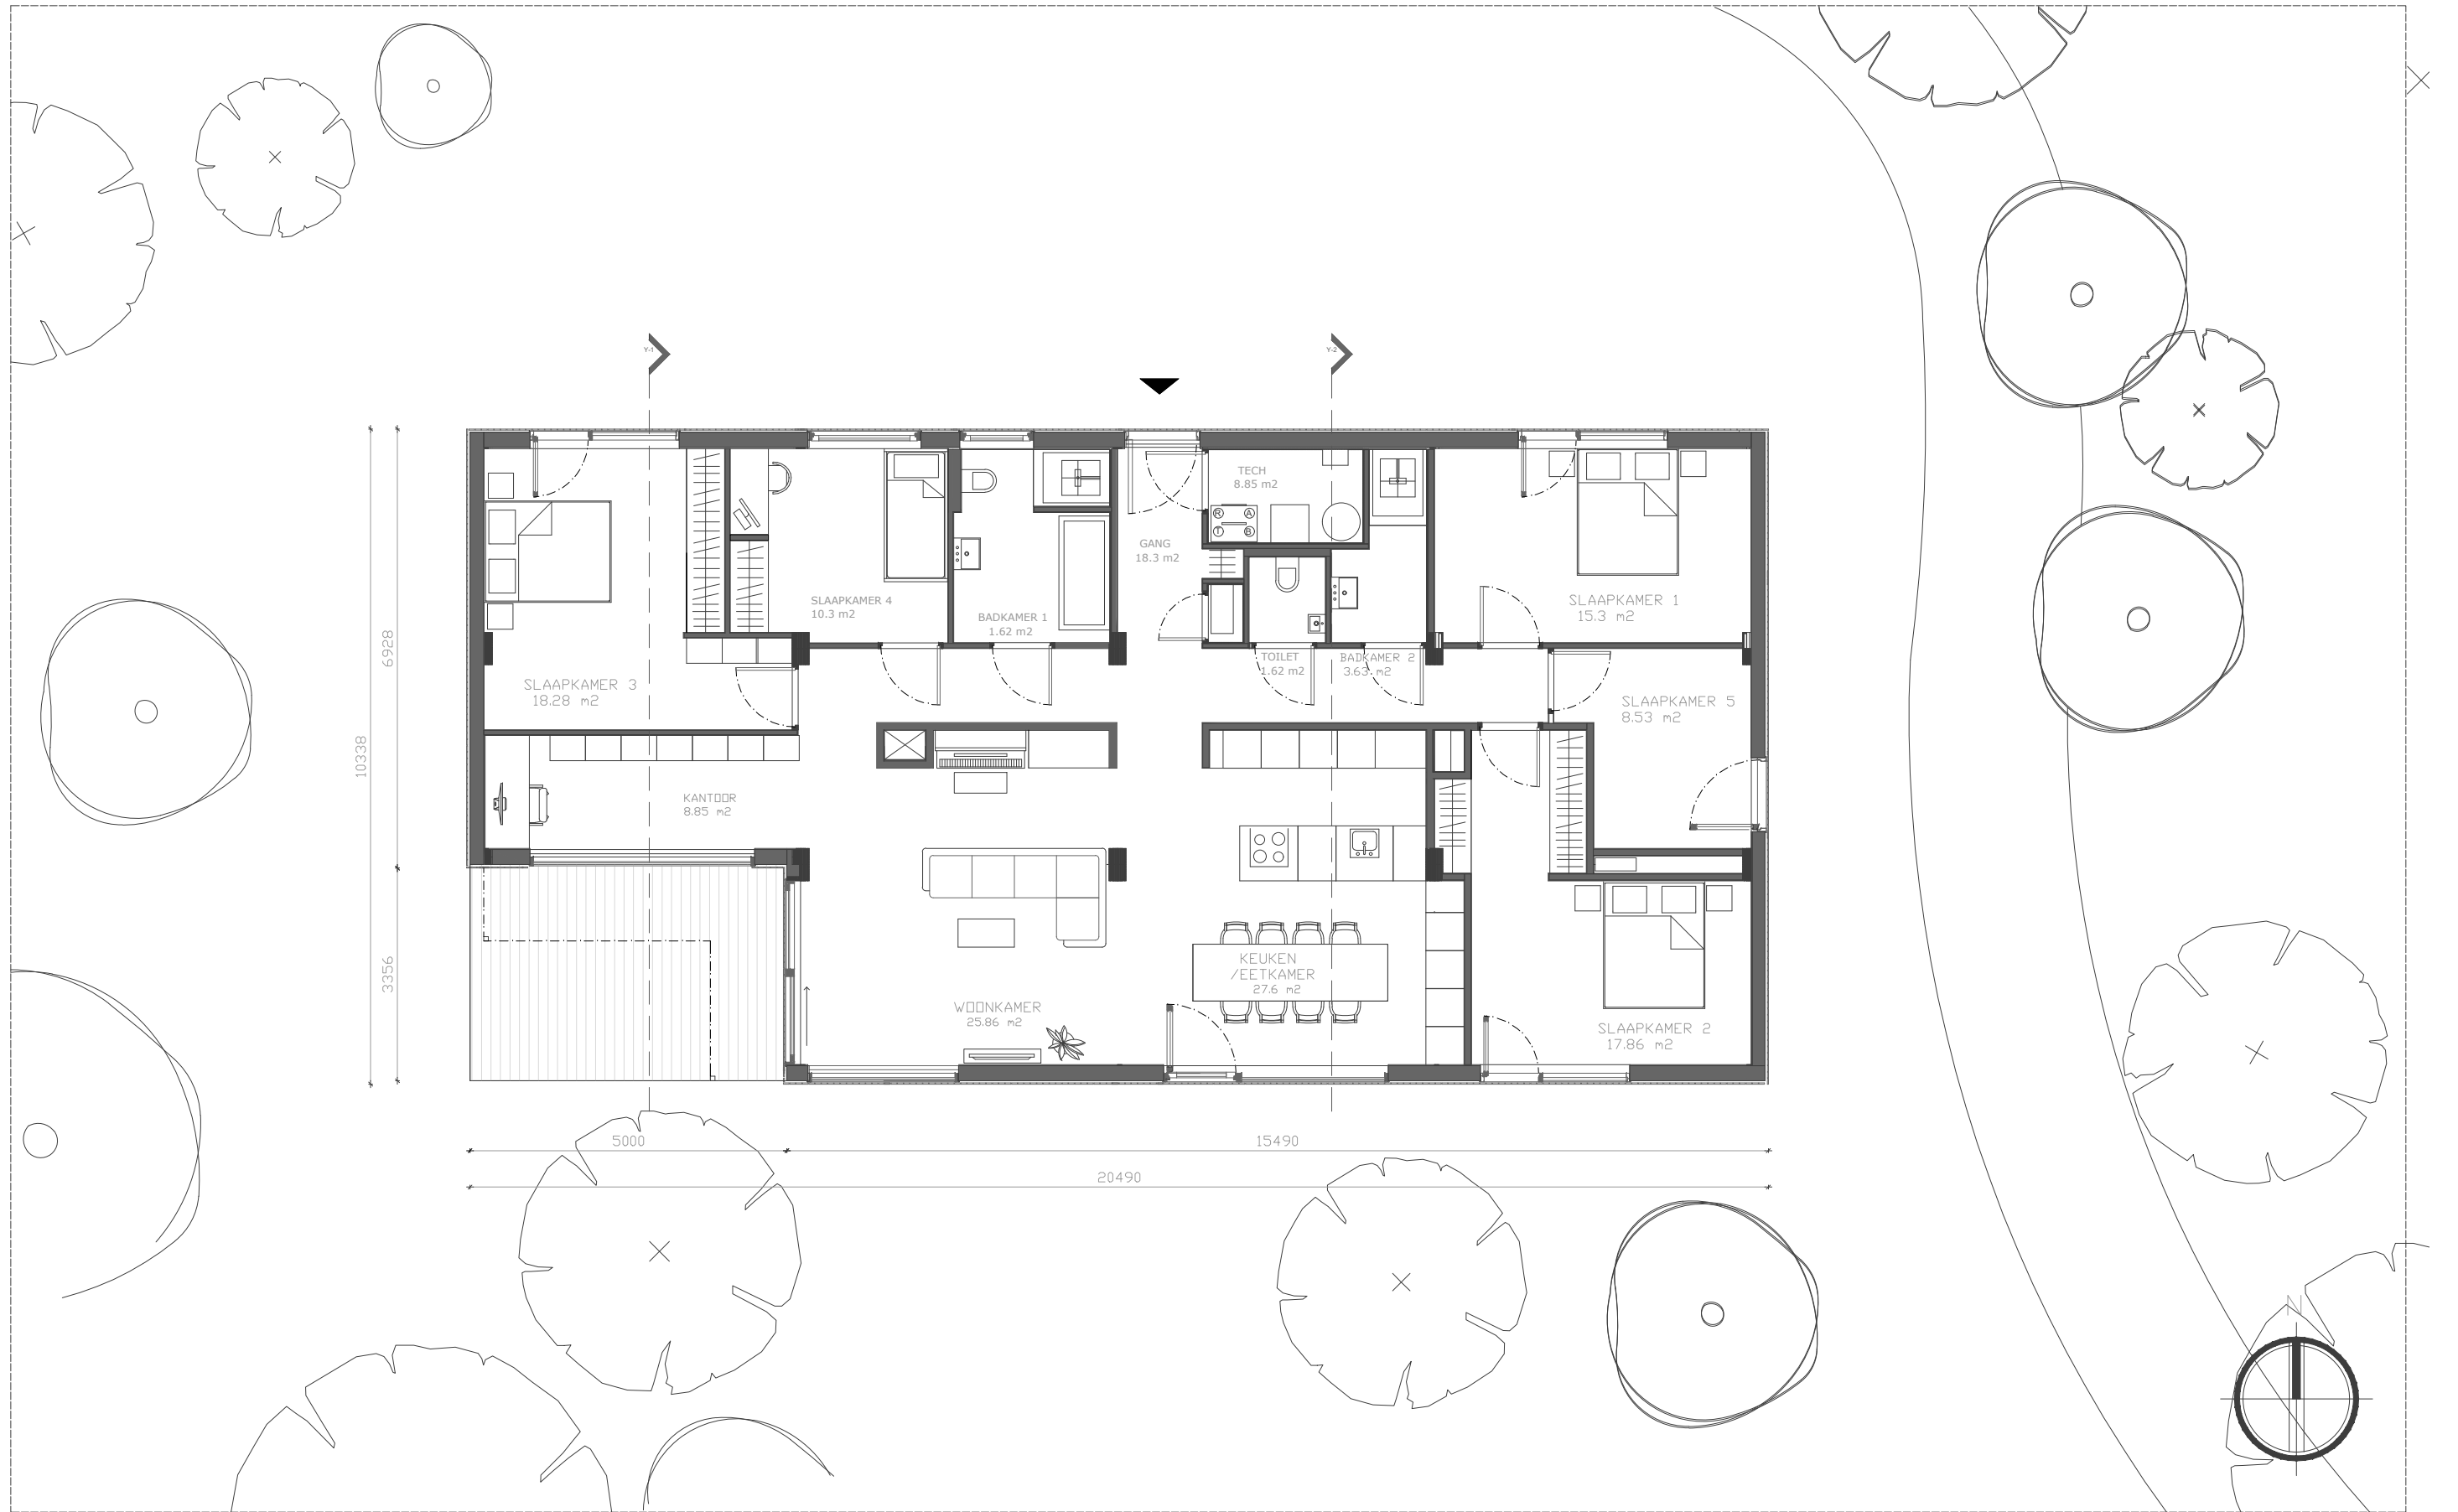 Y-1
Y-2
TECH
8.85 m2
R
A
T
B
GANG
18.3 m2
SLAAPKAMER 4
10.3 m2
BADKAMER 1
1.62 m2
SLAAPKAMER 1
15.3 m2
TOILET
1.62 m2
BADKAMER 2
3.63 m2
SLAAPKAMER 3
18.28 m2
SLAAPKAMER 5
8.53 m2
KANTOOR
8.85 m2
6928
10338
3356
KEUKEN
/EETKAMER
27.6 m2
WOONKAMER
25.86 m2
SLAAPKAMER 2
17.86 m2
5000
15490
20490
N